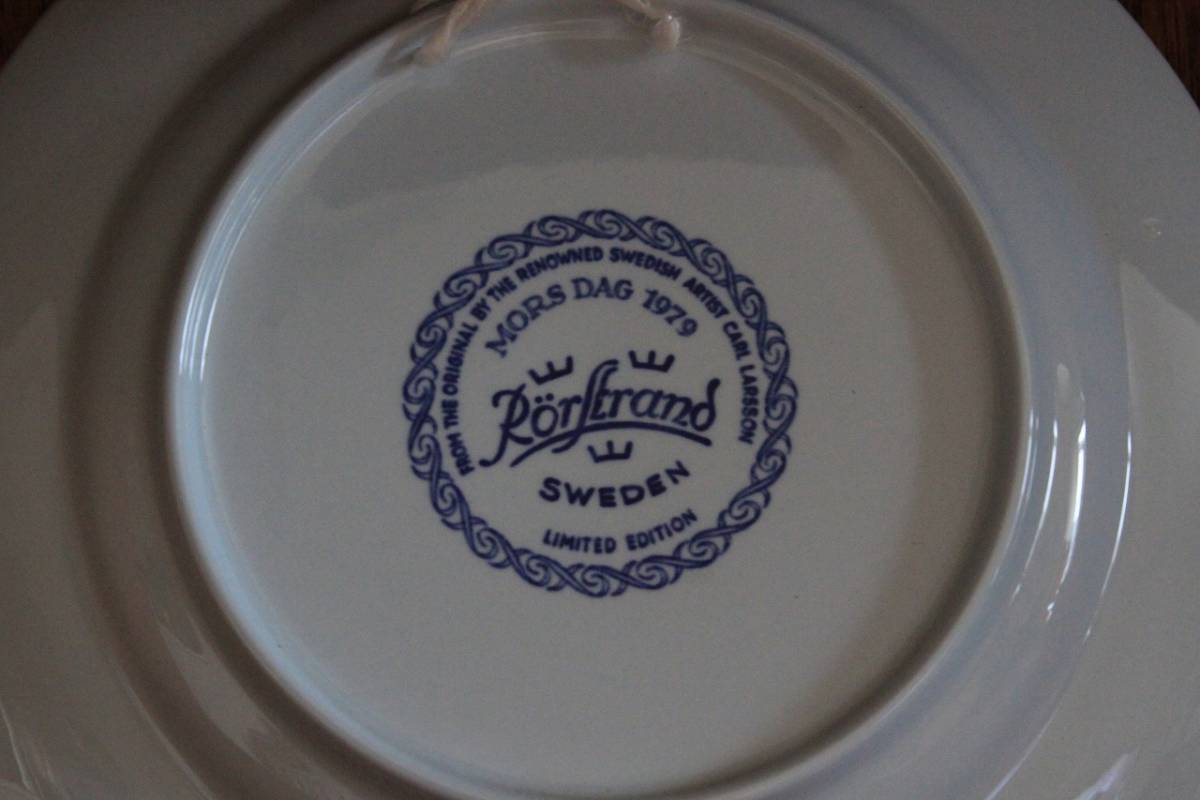 FROM THE ORIGINAL BY THE RENOWNED SWEDISH ARTIST CARL LARSSON
MORS DAG 1979
Rörstrand
SWEDEN
LIMITED EDITION